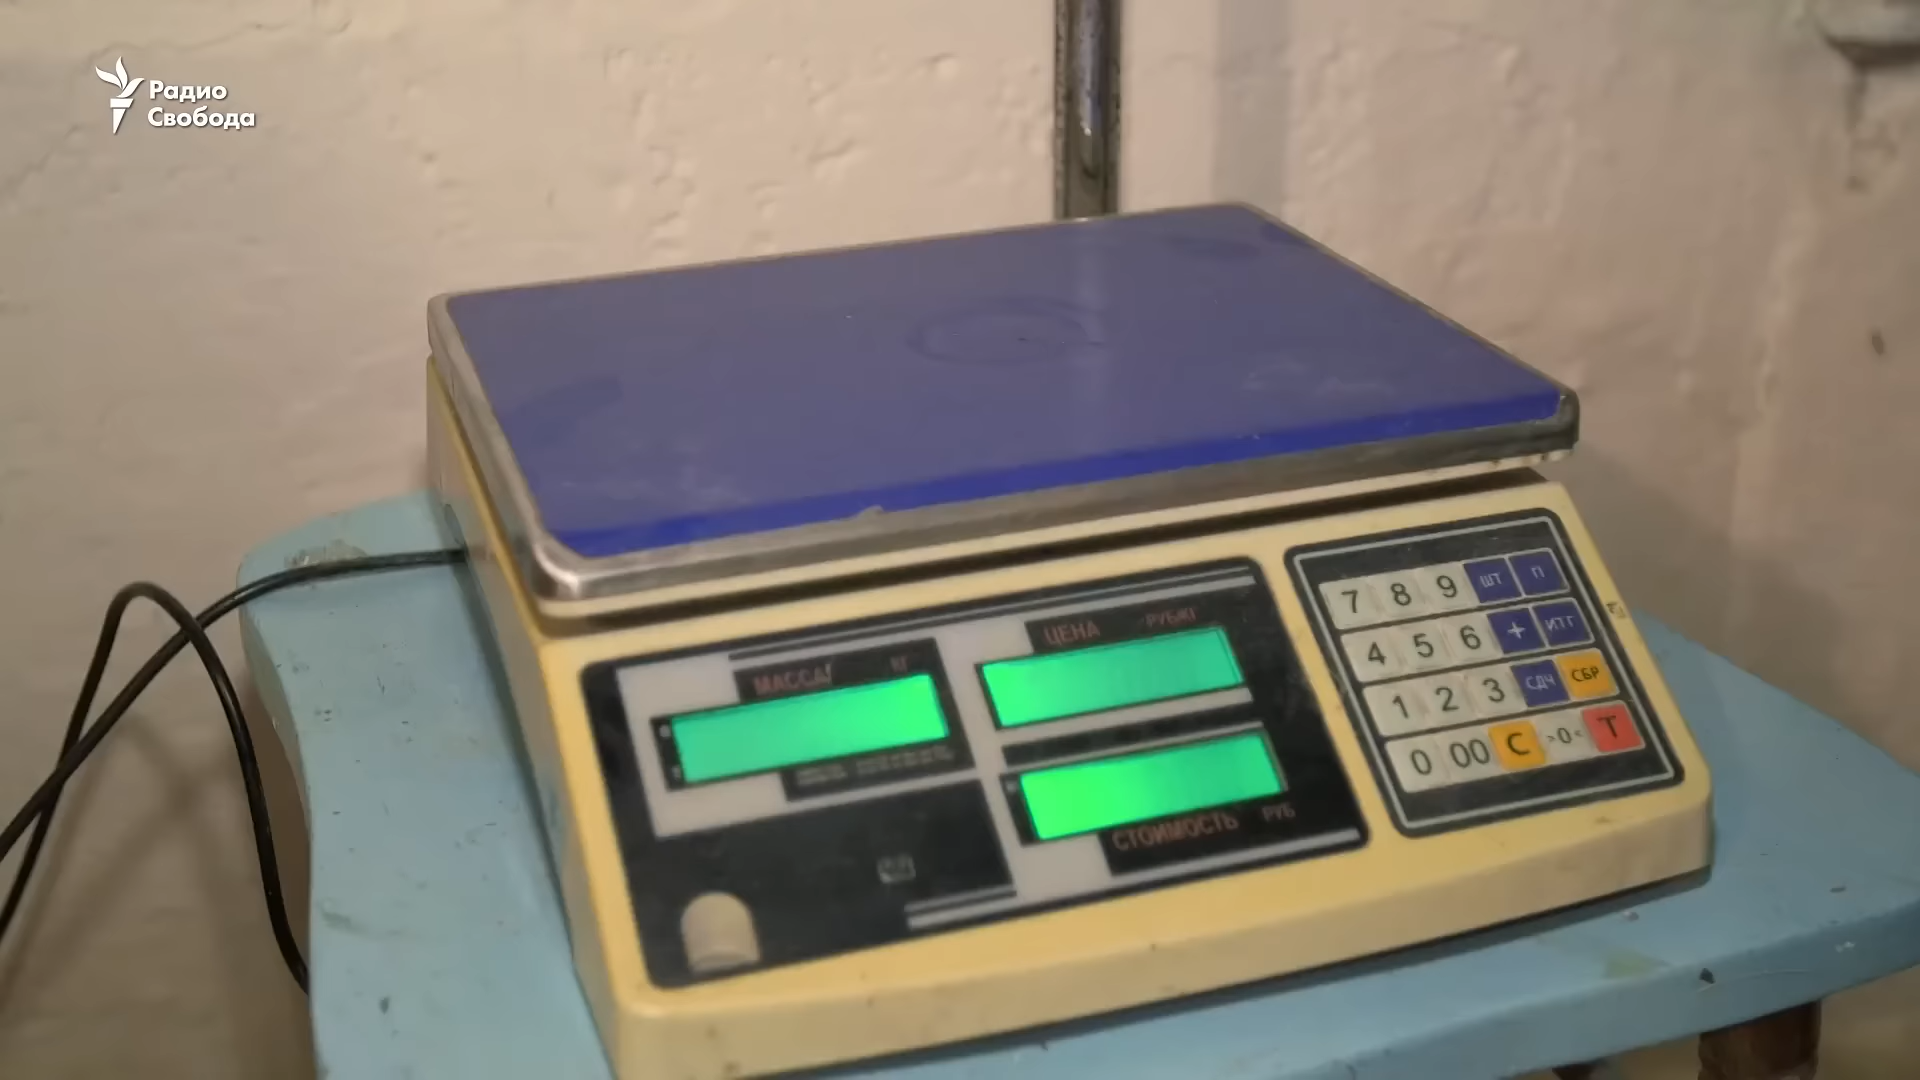 Радио
Свобода
МАССА КГ
ЦЕНА РУБ/КГ
СТОИМОСТЬ РУБ
7 8 9 ШТ П
4 5 6 + ИТГ
1 2 3 СДЧ СБР
0 00 C >0< T